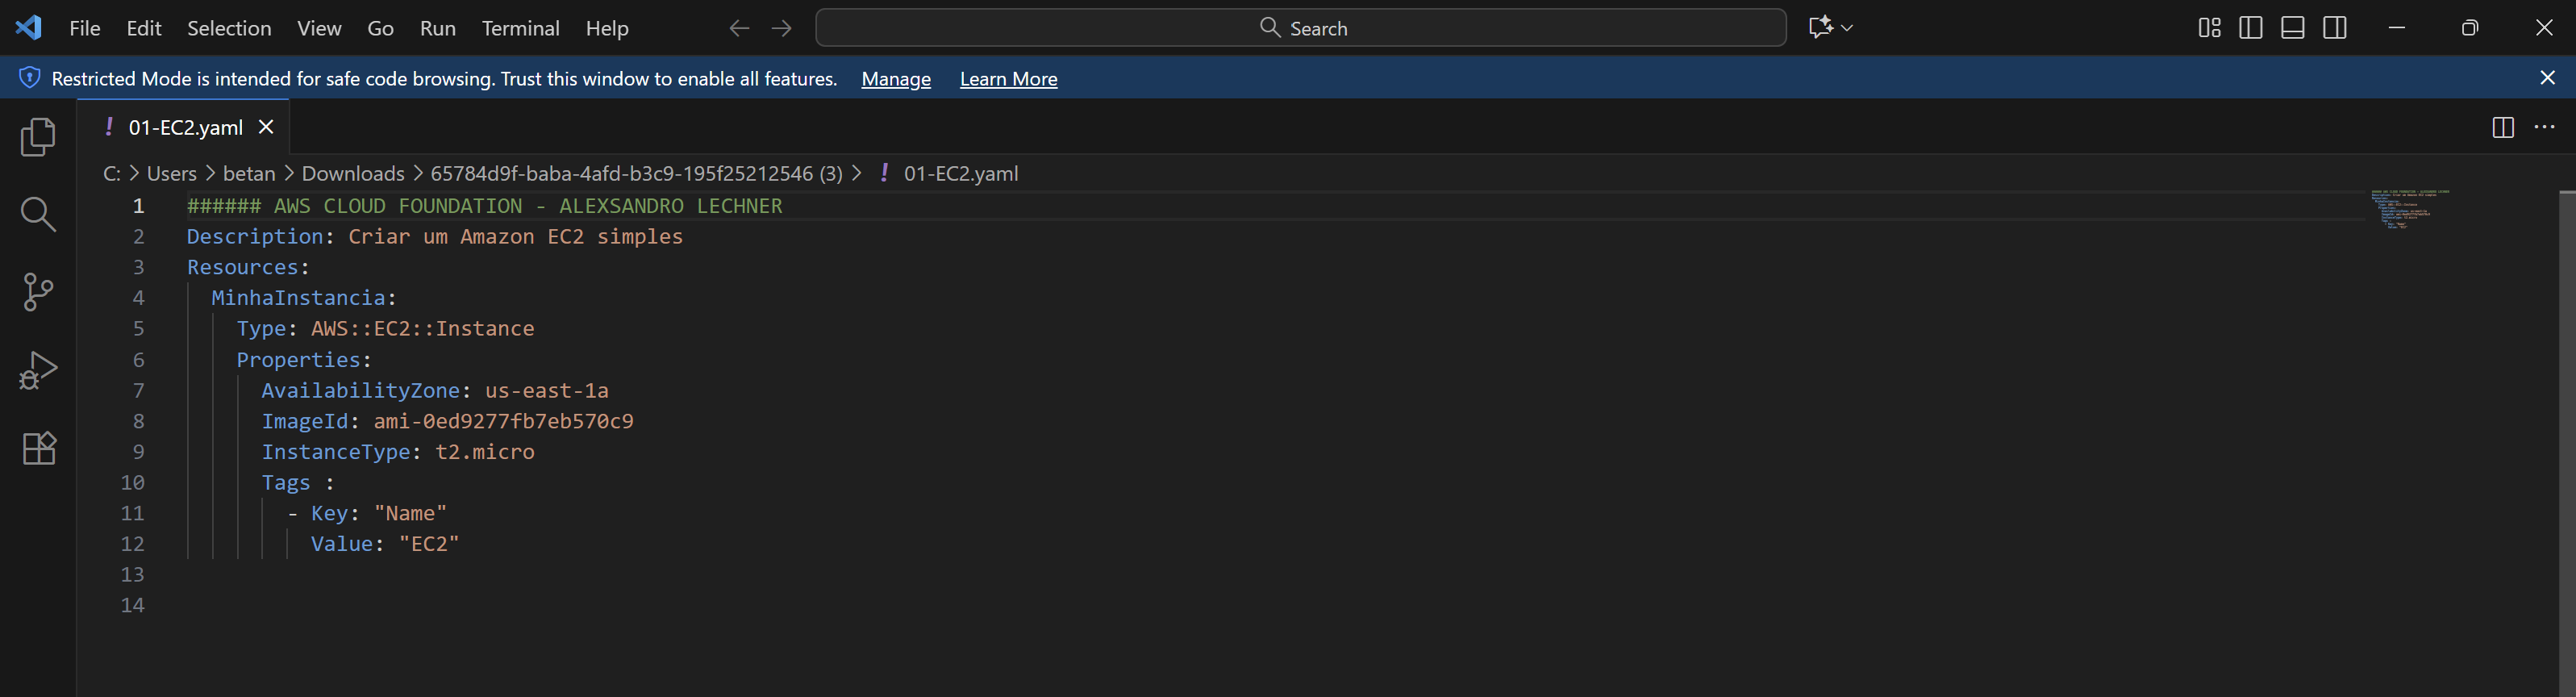 File Edit Selection View Go Run Terminal Help Search
Restricted Mode is intended for safe code browsing. Trust this window to enable all features. Manage Learn More
! 01-EC2.yaml
C: > Users > betan > Downloads > 65784d9f-baba-4afd-b3c9-195f25212546 (3) > ! 01-EC2.yaml
1 ###### AWS CLOUD FOUNDATION - ALEXSANDRO LECHNER
2 Description: Criar um Amazon EC2 simples
3 Resources:
4 MinhaInstancia:
5 Type: AWS::EC2::Instance
6 Properties:
7 AvailabilityZone: us-east-1a
8 ImageId: ami-0ed9277fb7eb570c9
9 InstanceType: t2.micro
10 Tags :
11 - Key: "Name"
12 Value: "EC2"
13
14